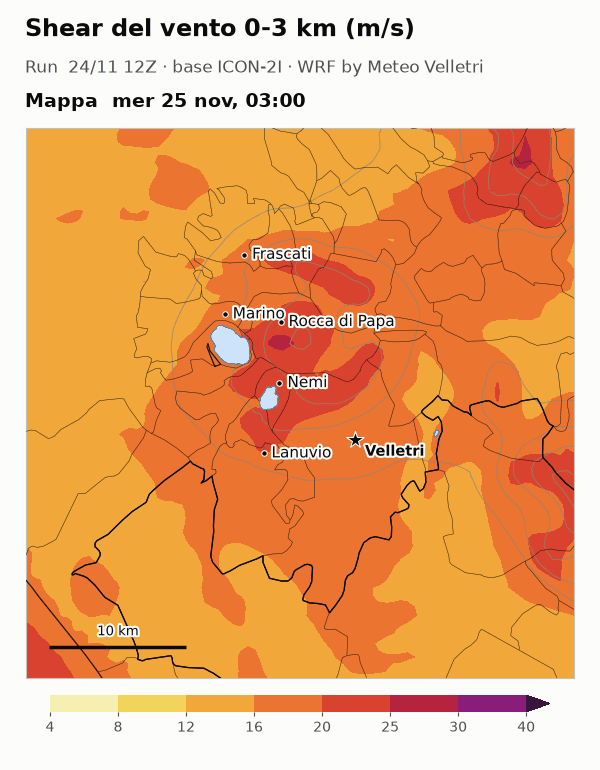 Shear del vento 0-3 km (m/s)
Run 24/11 12Z · base ICON-2I · WRF by Meteo Velletri
Mappa mer 25 nov, 03:00
Frascati
Marino
Rocca di Papa
Nemi
Velletri
Lanuvio
10 km
4 8 12 16 20 25 30 40